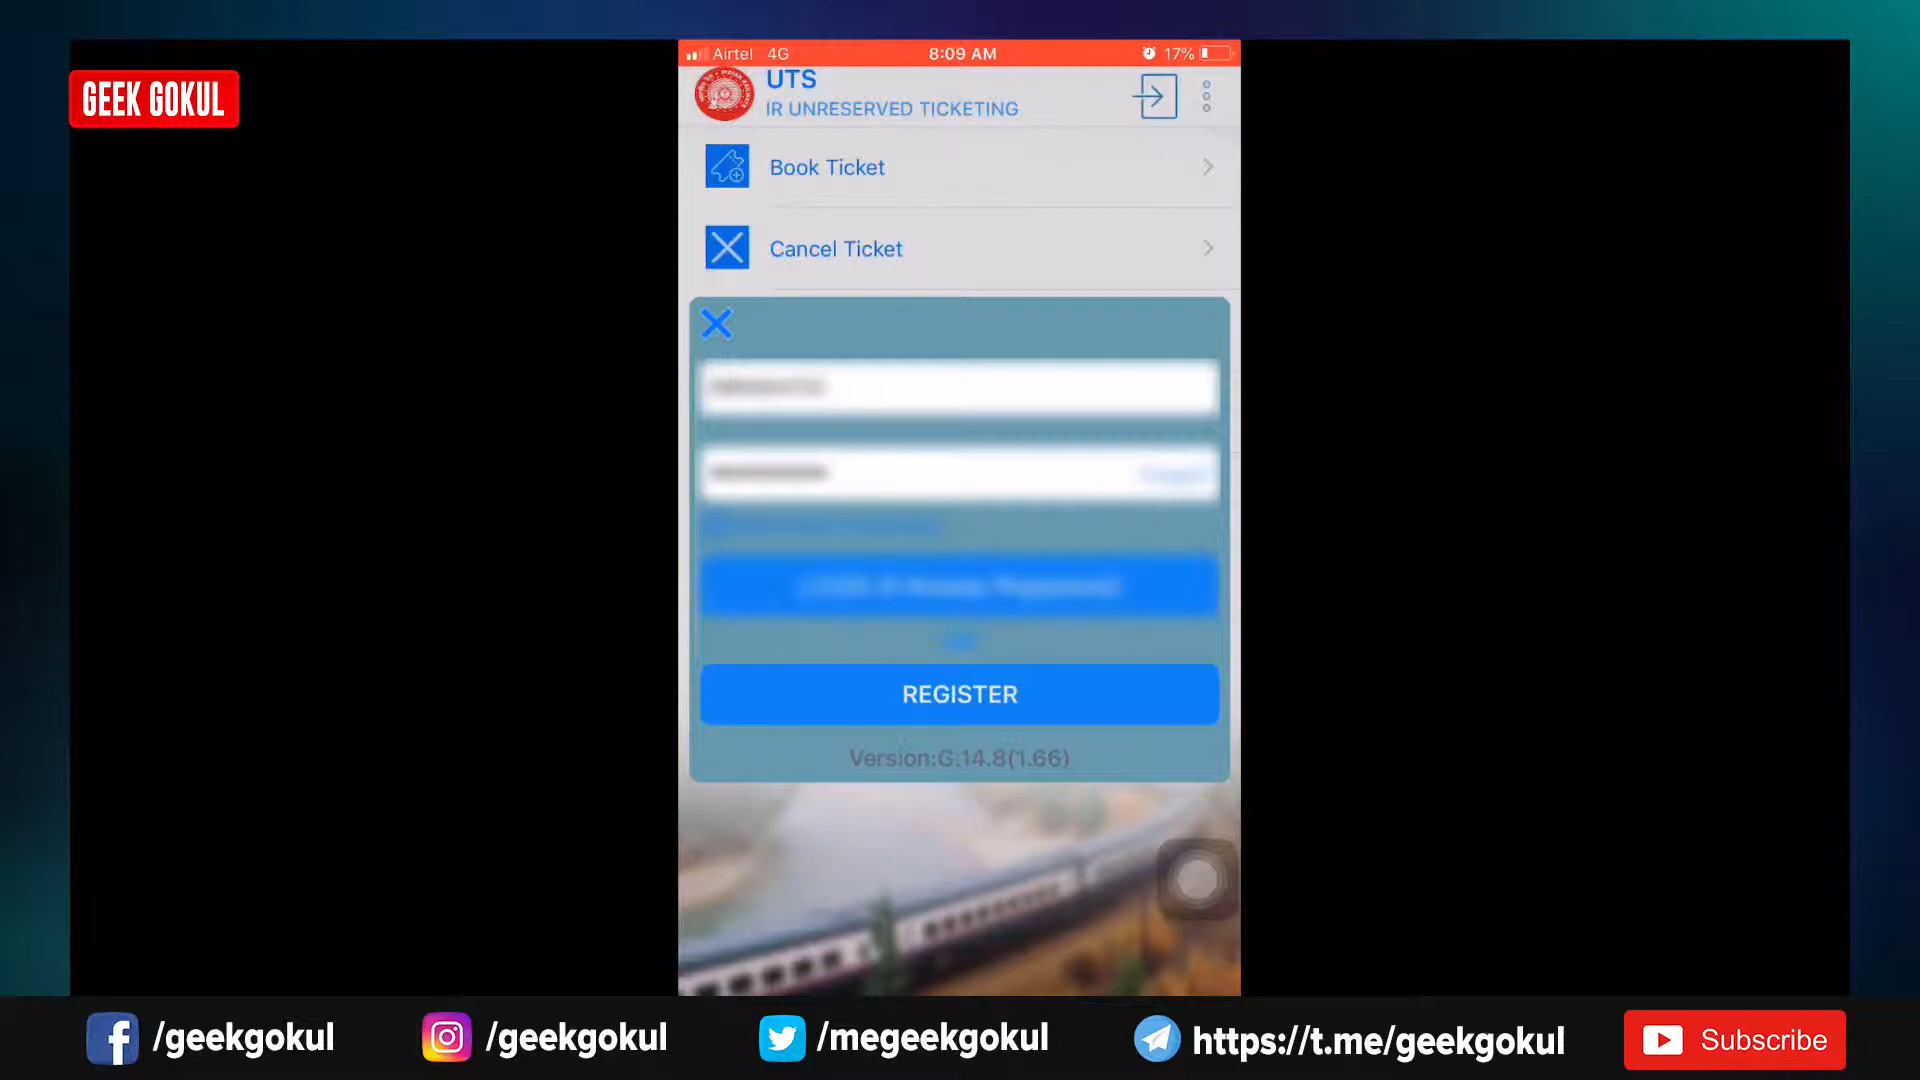 GEEK GOKUL
Airtel 4G 8:09 AM 17%
UTS
IR UNRESERVED TICKETING
Book Ticket
Cancel Ticket
REGISTER
Version:G.14.8(1.66)
/geekgokul /geekgokul /megeekgokul https://t.me/geekgokul Subscribe